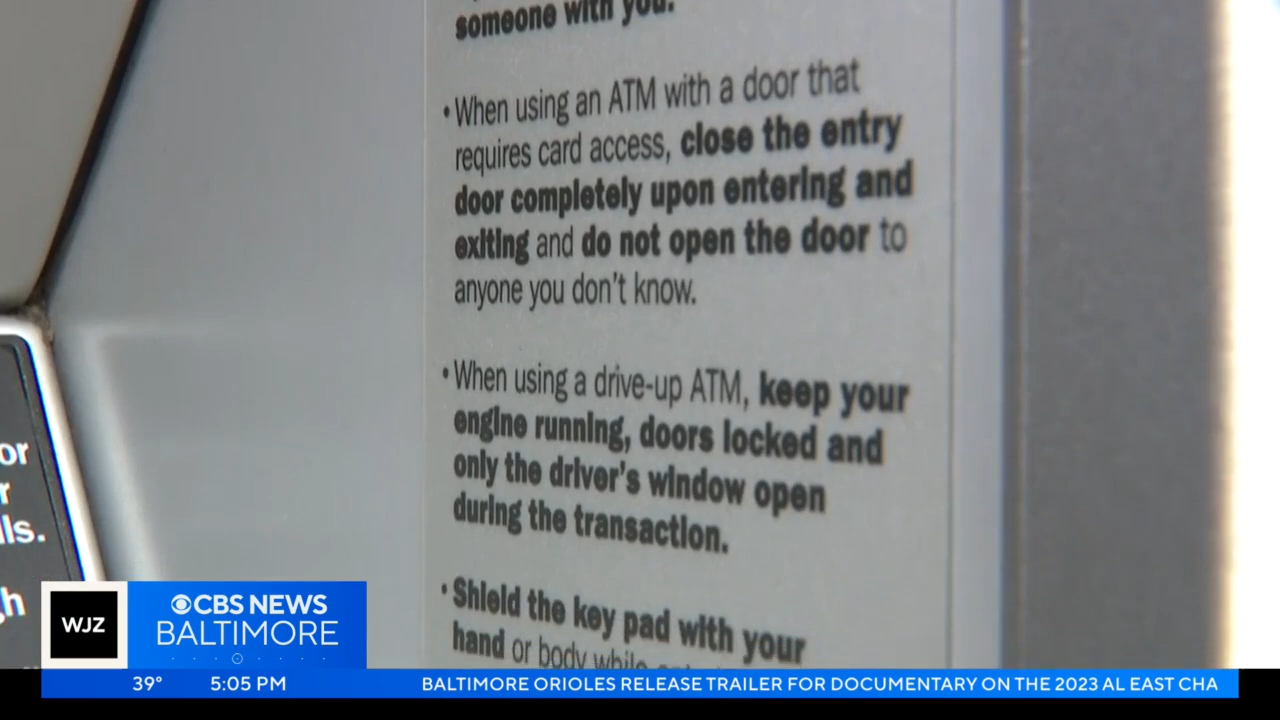 someone with you.
• When using an ATM with a door that
requires card access, close the entry
door completely upon entering and
exiting and do not open the door to
anyone you don't know.
• When using a drive-up ATM, keep your
engine running, doors locked and
only the driver's window open
during the transaction.
• Shield the key pad with your
hand or body while
or
r
lls.
gh
WJZ
CBS NEWS
BALTIMORE
39° 5:05 PM BALTIMORE ORIOLES RELEASE TRAILER FOR DOCUMENTARY ON THE 2023 AL EAST CHA